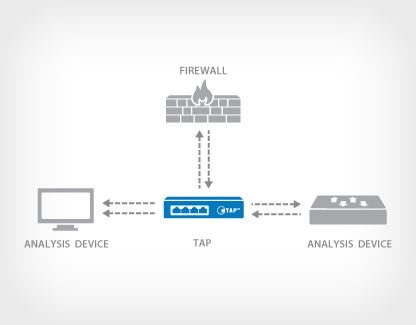 FIREWALL
ANALYSIS DEVICE
TAP
ANALYSIS DEVICE